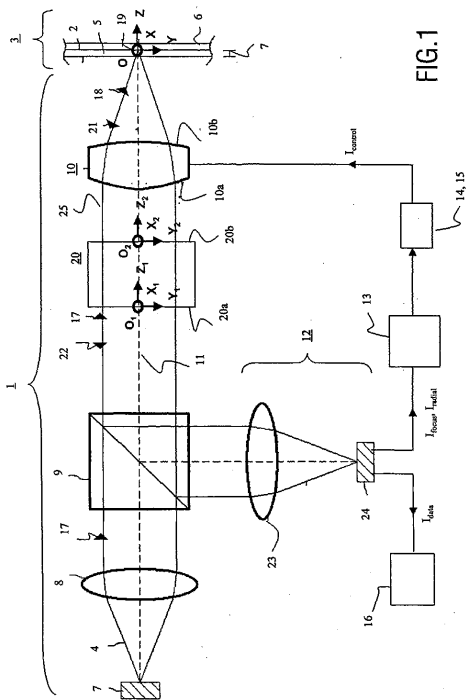 FIG.1
1
3
2
5
19
6
7
X
Z
Y
O
18
21
10
10b
10a
25
20
Z2
X2
O2
Y2
20b
Z1
X1
O1
Y1
20a
17
22
11
12
9
17
8
4
7
23
24
Icontrol
14, 15
13
Ifocus, Iradial
Idata
16